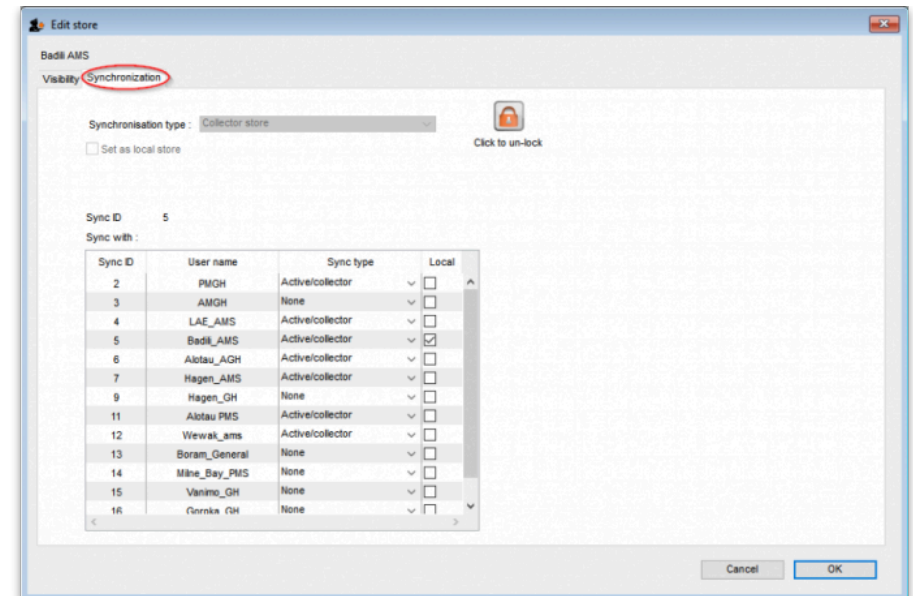 Edit store
Badili AMS
Visibility Synchronization
Synchronisation type : Collector store
Click to un-lock
Set as local store
Sync ID 5
Sync with :
Sync ID User name Sync type Local
2 PMGH Active/collector
3 AMGH None
4 LAE_AMS Active/collector
5 Badili_AMS Active/collector
6 Alotau_AGH Active/collector
7 Hagen_AMS Active/collector
9 Hagen_GH None
11 Alotau PMS Active/collector
12 Wewak_ams Active/collector
13 Boram_General None
14 Milne_Bay_PMS None
15 Vanimo_GH None
16 None
Cancel OK